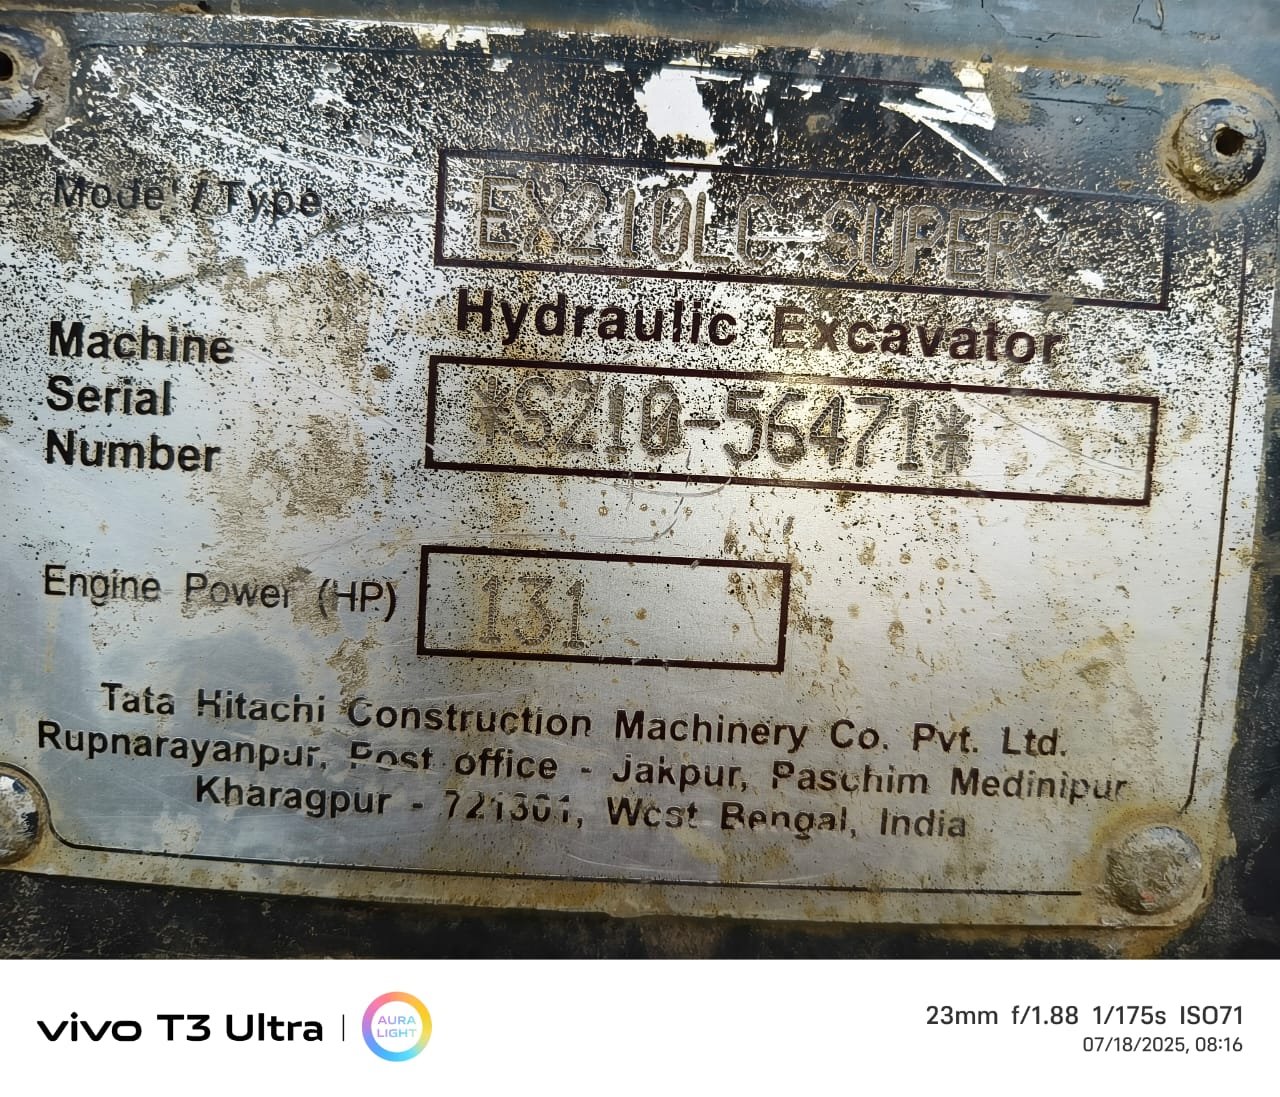 Model / Type EX210LC SUPER
Hydraulic Excavator
Machine
Serial
Number
*S210-56471*
Engine Power (HP) 131
Tata Hitachi Construction Machinery Co. Pvt. Ltd.
Rupnarayanpur, Post office - Jakpur, Paschim Medinipur
Kharagpur - 721301, West Bengal, India
vivo T3 Ultra | AURA LIGHT
23mm f/1.88 1/175s ISO71
07/18/2025, 08:16